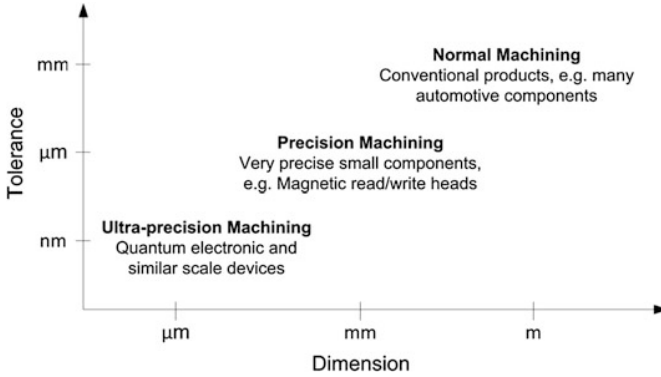 Normal Machining
Conventional products, e.g. many
automotive components
Precision Machining
Very precise small components,
e.g. Magnetic read/write heads
Ultra-precision Machining
Quantum electronic and
similar scale devices
Tolerance
mm
μm
nm
μm
mm
m
Dimension